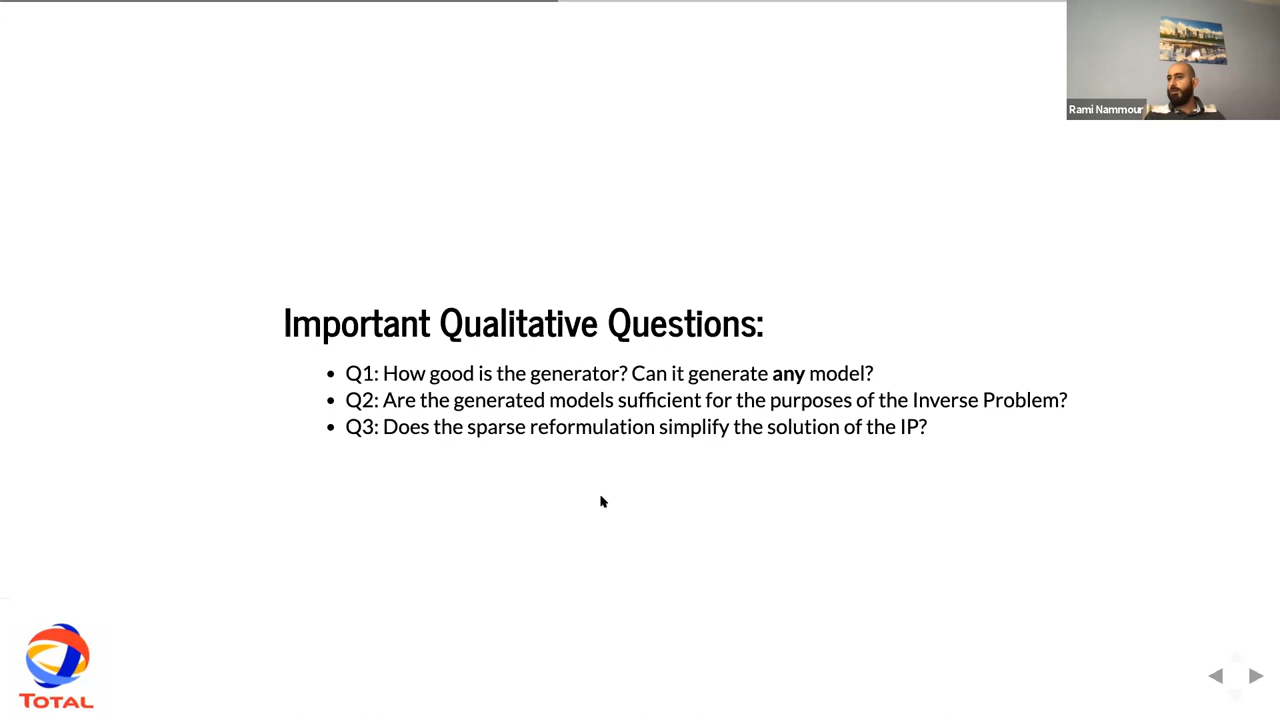 Rami Nammour
Important Qualitative Questions:
• Q1: How good is the generator? Can it generate any model?
• Q2: Are the generated models sufficient for the purposes of the Inverse Problem?
• Q3: Does the sparse reformulation simplify the solution of the IP?
TOTAL